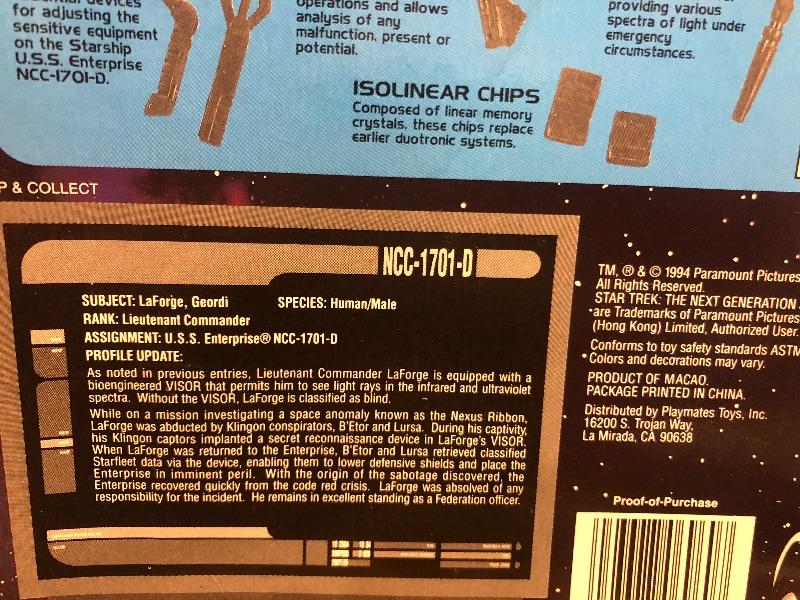 for adjusting the
sensitive equipment
on the Starship
U.S.S. Enterprise
NCC-1701-D.
operations and allows
analysis of any
malfunction, present or
potential.
providing various
spectra of light under
emergency
circumstances.
ISOLINEAR CHIPS
Composed of linear memory
crystals, these chips replace
earlier duotronic systems.
P & COLLECT
NCC-1701-D
SUBJECT: LaForge, Geordi SPECIES: Human/Male
RANK: Lieutenant Commander
ASSIGNMENT: U.S.S. Enterprise® NCC-1701-D
PROFILE UPDATE:
As noted in previous entries, Lieutenant Commander LaForge is equipped with a
bioengineered VISOR that permits him to see light rays in the infrared and ultraviolet
spectra. Without the VISOR, LaForge is classified as blind.
While on a mission investigating a space anomaly known as the Nexus Ribbon,
LaForge was abducted by Klingon conspirators, B'Etor and Lursa. During his captivity,
his Klingon captors implanted a secret reconnaissance device in LaForge's VISOR.
When LaForge was returned to the Enterprise, B'Etor and Lursa retrieved classified
Starfleet data via the device, enabling them to lower defensive shields and place the
Enterprise in imminent peril. With the origin of the sabotage discovered, the
Enterprise recovered quickly from the code red crisis. LaForge was absolved of any
responsibility for the incident. He remains in excellent standing as a Federation officer.
TM, ® & © 1994 Paramount Pictures
All Rights Reserved.
STAR TREK: THE NEXT GENERATION
are Trademarks of Paramount Pictures
(Hong Kong) Limited, Authorized User.
Conforms to toy safety standards ASTM
Colors and decorations may vary.
PRODUCT OF MACAO.
PACKAGE PRINTED IN CHINA.
Distributed by Playmates Toys, Inc.
16200 S. Trojan Way,
La Mirada, CA 90638
Proof-of-Purchase